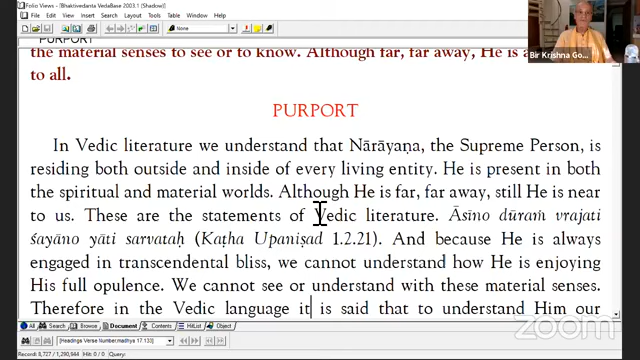 Folio Views - [Bhaktivedanta VedaBase 2003.1 (Shadow)]
File Edit View Search Layout Tools Window Help
None
PURPORT
the material senses to see or to know. Although far, far away, He is a
to all.
Bir Krishna Go...
PURPORT
In Vedic literature we understand that Nārāyaṇa, the Supreme Person, is
residing both outside and inside of every living entity. He is present in both
the spiritual and material worlds. Although He is far, far away, still He is near
to us. These are the statements of Vedic literature. Āsīno dūraṁ vrajati
śayāno yāti sarvataḥ (Kaṭha Upaniṣad 1.2.21). And because He is always
engaged in transcendental bliss, we cannot understand how He is enjoying
His full opulence. We cannot see or understand with these material senses.
Therefore in the Vedic language it is said that to understand Him our
zoom
All Browse Search Document Contents HitList Object
[Headings Verse Number:madhya 17.133]
Record: 8,727 / 1,290,944 Hit: 0 / 0